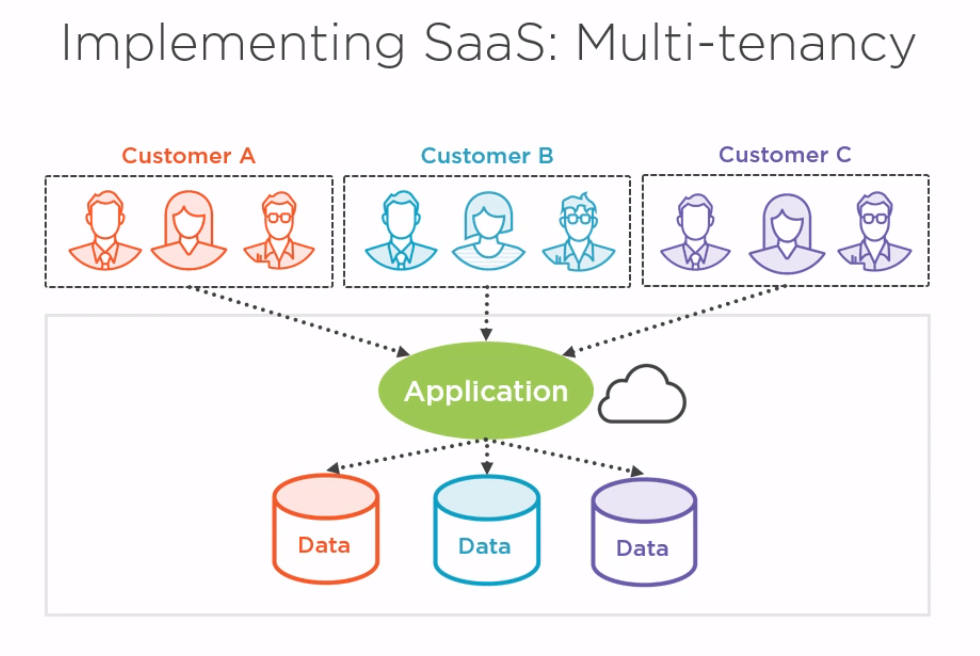 Implementing SaaS: Multi-tenancy
Customer A
Customer B
Customer C
Application
Data
Data
Data